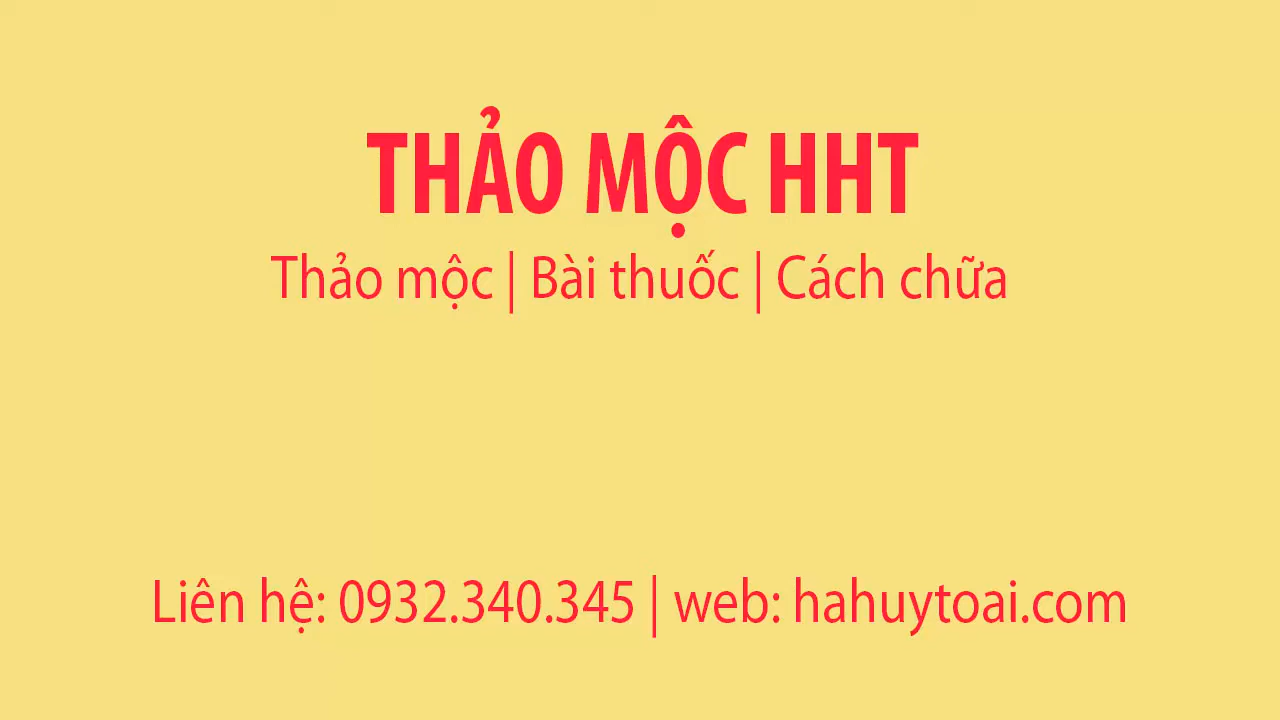 THẢO MỘC HHT
Thảo mộc | Bài thuốc | Cách chữa
Liên hệ: 0932.340.345 | web: hahuytoai.com